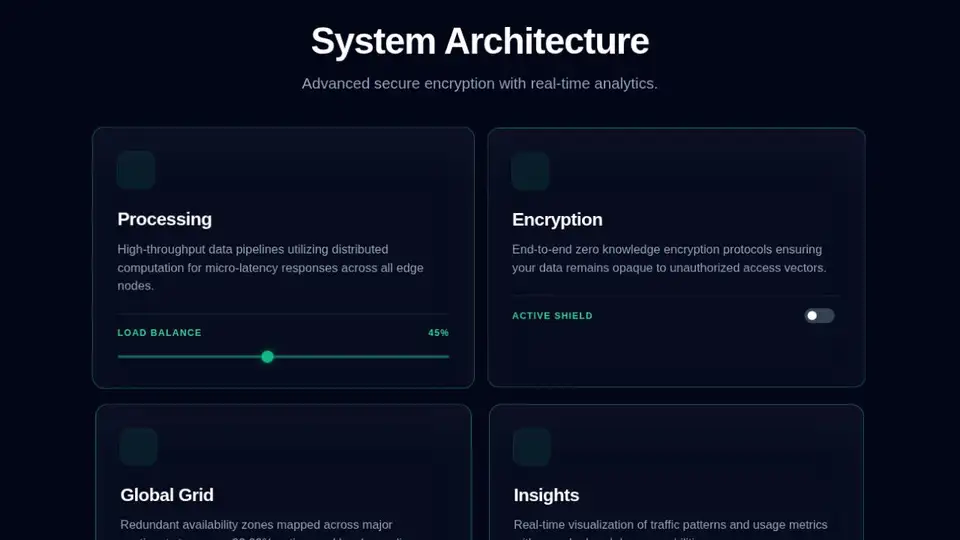 System Architecture
Advanced secure encryption with real-time analytics.
Processing
High-throughput data pipelines utilizing distributed
computation for micro-latency responses across all edge
nodes.
LOAD BALANCE
45%
Encryption
End-to-end zero knowledge encryption protocols ensuring
your data remains opaque to unauthorized access vectors.
ACTIVE SHIELD
Global Grid
Redundant availability zones mapped across major
Insights
Real-time visualization of traffic patterns and usage metrics